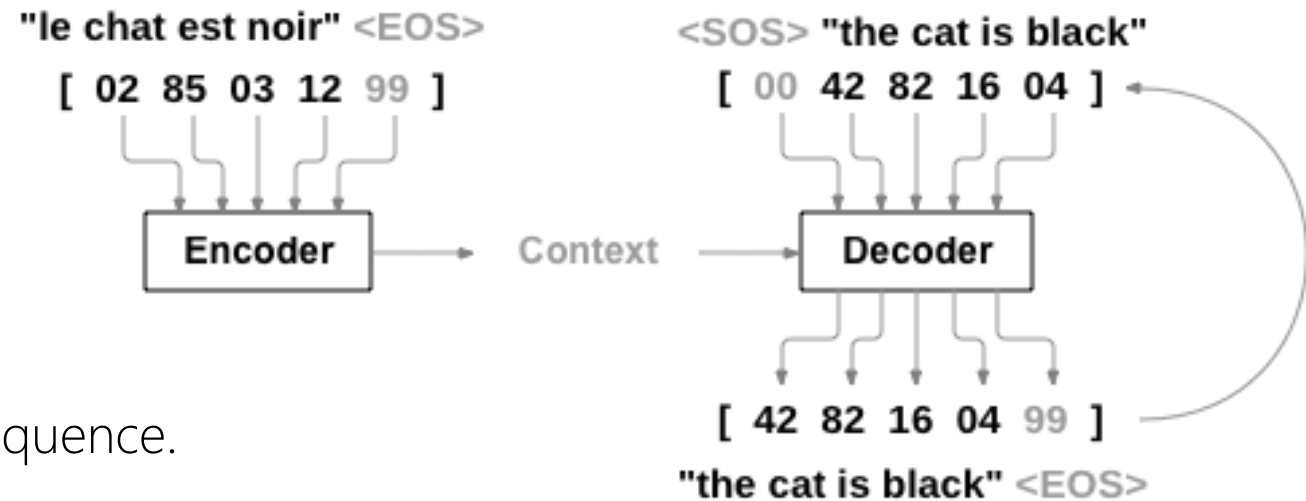 "le chat est noir" <EOS>
[ 02 85 03 12 99 ]
Encoder
Context
<SOS> "the cat is black"
[ 00 42 82 16 04 ]
Decoder
[ 42 82 16 04 99 ]
"the cat is black" <EOS>
quence.